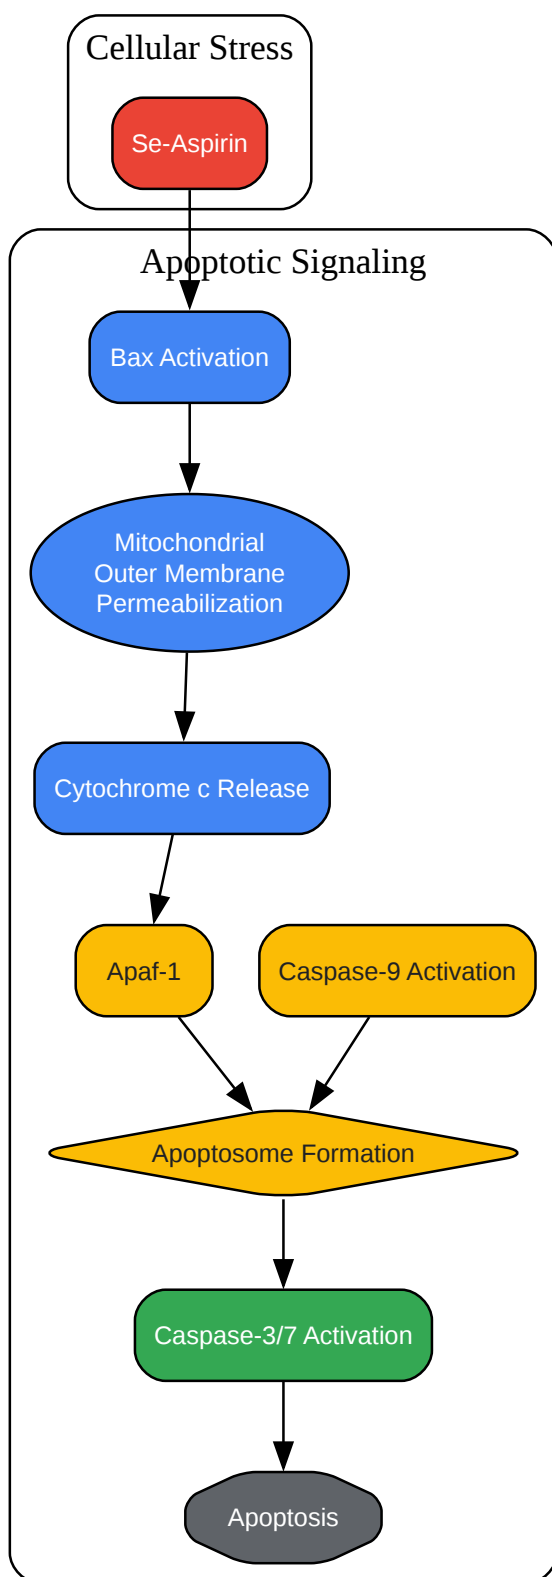 Cellular Stress
Se-Aspirin
Apoptotic Signaling
Bax Activation
Mitochondrial
Outer Membrane
Permeabilization
Cytochrome c Release
Apaf-1
Caspase-9 Activation
Apoptosome Formation
Caspase-3/7 Activation
Apoptosis